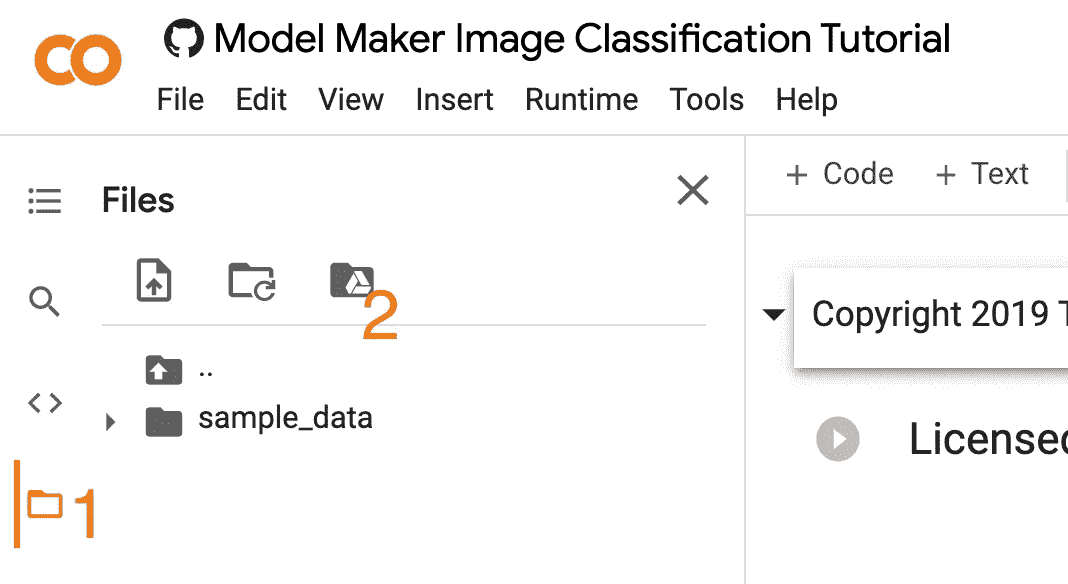 CO
Model Maker Image Classification Tutorial
File Edit View Insert Runtime Tools Help
Files
+ Code + Text
2
Copyright 2019 T
..
sample_data
Licensed
1